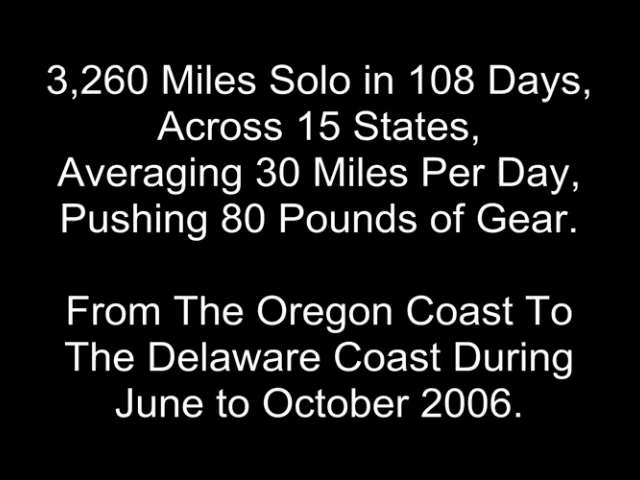 3,260 Miles Solo in 108 Days,
Across 15 States,
Averaging 30 Miles Per Day,
Pushing 80 Pounds of Gear.
From The Oregon Coast To
The Delaware Coast During
June to October 2006.